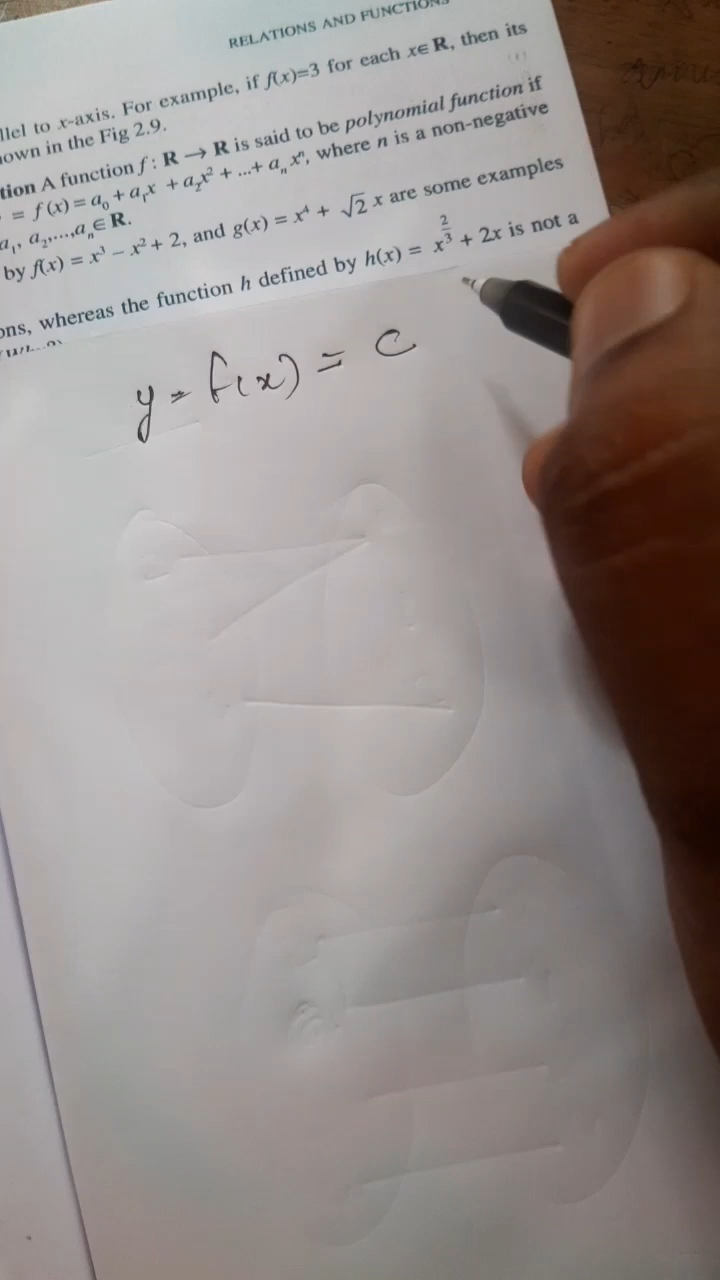 RELATIONS AND FUNCTIONS
llel to x-axis. For example, if f(x)=3 for each x∈ R, then its
own in the Fig 2.9.
tion A function f : R → R is said to be polynomial function if
= f(x) = a₀ + a₁x + a₂x² + ...+ aₙ xⁿ, where n is a non-negative
a₁, a₂,...,aₙ∈ R.
by f(x) = x³ – x² + 2, and g(x) = x⁴ + √2 x are some examples
ons, whereas the function h defined by h(x) = x^(2/3) + 2x is not a
y = f(x) = c